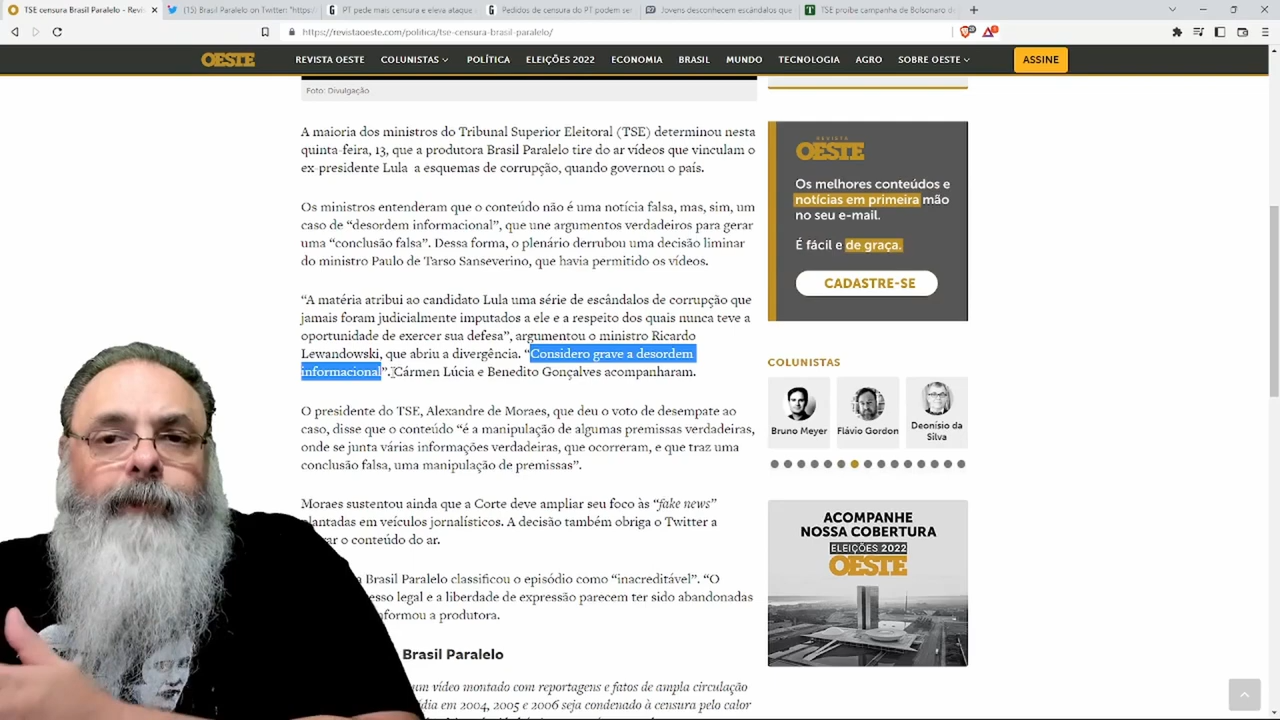 TSE censura Brasil Paralelo - Revis
(15) Brasil Paralelo on Twitter: "https:/
PT pede mais censura e eleva ataque
Pedidos de censura do PT podem ser
Jovens desconhecem escândalos que
TSE proíbe campanha de Bolsonaro de
https://revistaoeste.com/politica/tse-censura-brasil-paralelo/
OESTE
REVISTA OESTE
COLUNISTAS
POLÍTICA
ELEIÇÕES 2022
ECONOMIA
BRASIL
MUNDO
TECNOLOGIA
AGRO
SOBRE OESTE
ASSINE
Foto: Divulgação
A maioria dos ministros do Tribunal Superior Eleitoral (TSE) determinou nesta
quinta-feira, 13, que a produtora Brasil Paralelo tire do ar vídeos que vinculam o
ex-presidente Lula a esquemas de corrupção, quando governou o país.
Os ministros entenderam que o conteúdo não é uma notícia falsa, mas, sim, um
caso de “desordem informacional”, que une argumentos verdadeiros para gerar
uma “conclusão falsa”. Dessa forma, o plenário derrubou uma decisão liminar
do ministro Paulo de Tarso Sanseverino, que havia permitido os vídeos.
“A matéria atribui ao candidato Lula uma série de escândalos de corrupção que
jamais foram judicialmente imputados a ele e a respeito dos quais nunca teve a
oportunidade de exercer sua defesa”, argumentou o ministro Ricardo
Lewandowski, que abriu a divergência. “Considero grave a desordem
informacional”. Cármen Lúcia e Benedito Gonçalves acompanharam.
O presidente do TSE, Alexandre de Moraes, que deu o voto de desempate ao
caso, disse que o conteúdo “é a manipulação de algumas premissas verdadeiras,
onde se junta várias informações verdadeiras, que ocorreram, e que traz uma
conclusão falsa, uma manipulação de premissas”.
Moraes sustentou ainda que a Corte deve ampliar seu foco às “fake news”
plantadas em veículos jornalísticos. A decisão também obriga o Twitter a
o conteúdo do ar.
Brasil Paralelo classificou o episódio como “inacreditável”. “O
legal e a liberdade de expressão parecem ter sido abandonadas
informou a produtora.
Brasil Paralelo
um vídeo montado com reportagens e fatos de ampla circulação
em 2004, 2005 e 2006 seja condenado à censura pelo calor
REVISTA
OESTE
Os melhores conteúdos e
notícias em primeira mão
no seu e-mail.
É fácil e de graça.
CADASTRE-SE
COLUNISTAS
Bruno Meyer
Flávio Gordon
Deonísio da
Silva
ACOMPANHE
NOSSA COBERTURA
ELEIÇÕES 2022
OESTE